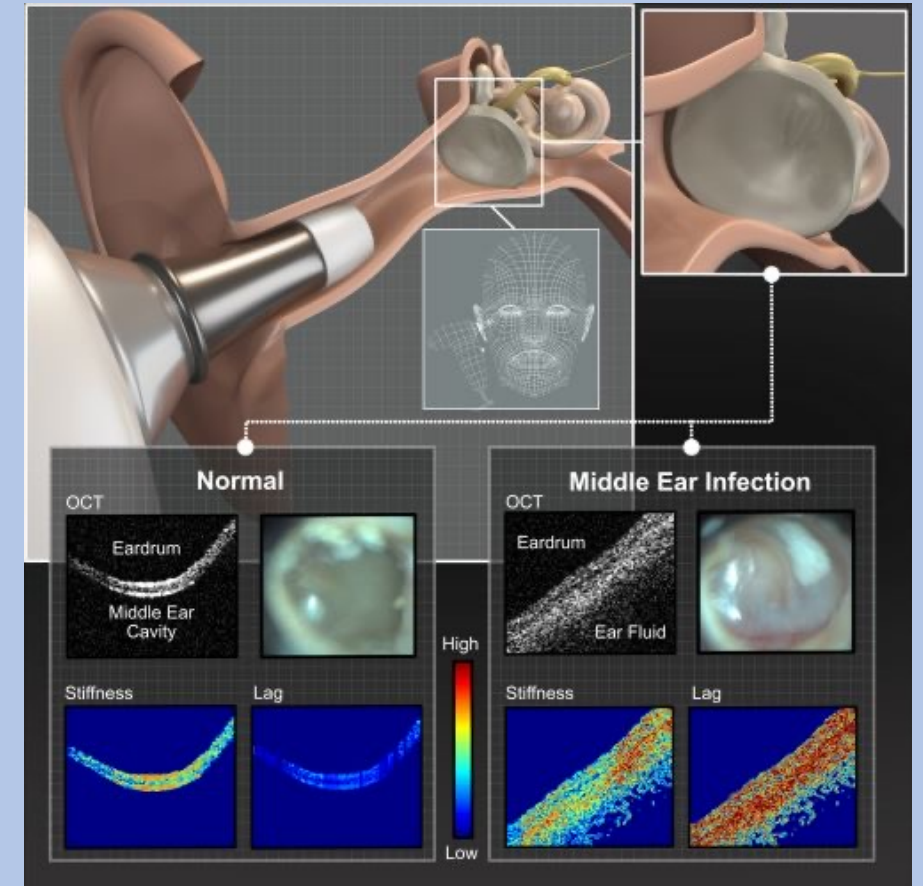 Normal
OCT
Eardrum
Middle Ear
Cavity
Stiffness
Lag
High
Low
Middle Ear Infection
OCT
Eardrum
Ear Fluid
Stiffness
Lag